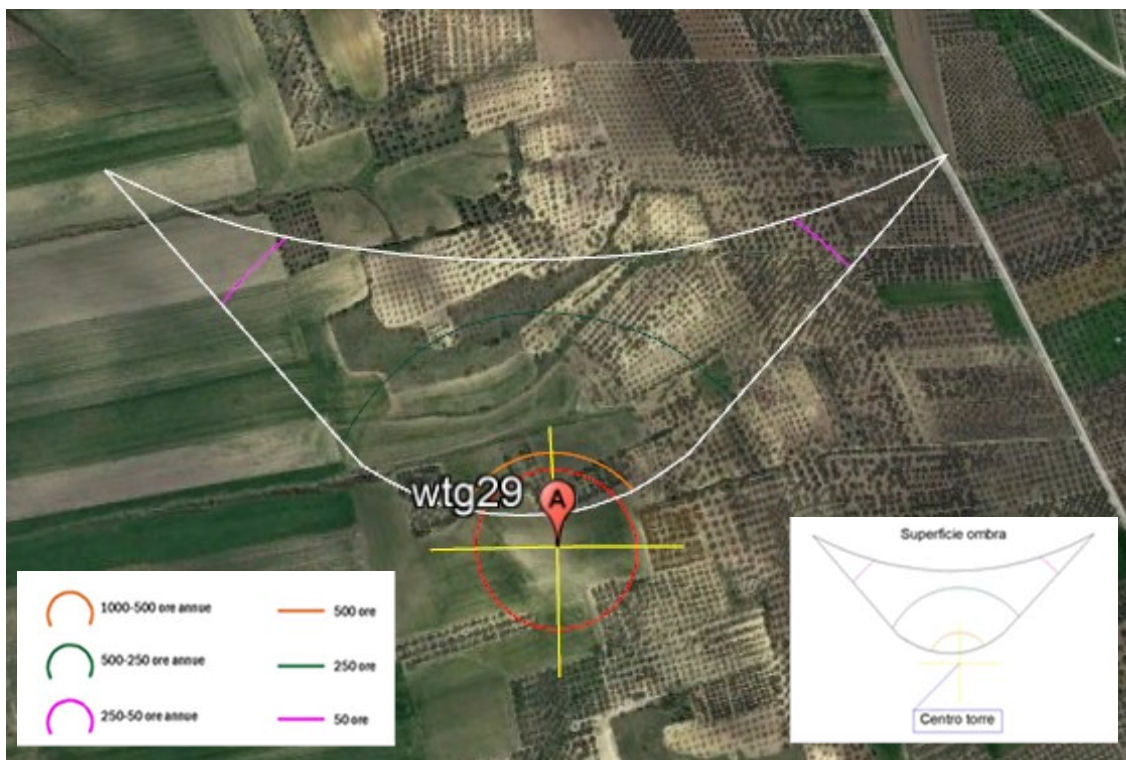 wtg29
A
1000-500 ore annue
500 ore
500-250 ore annue
250 ore
250-50 ore annue
50 ore
Superficie ombra
Centro torre